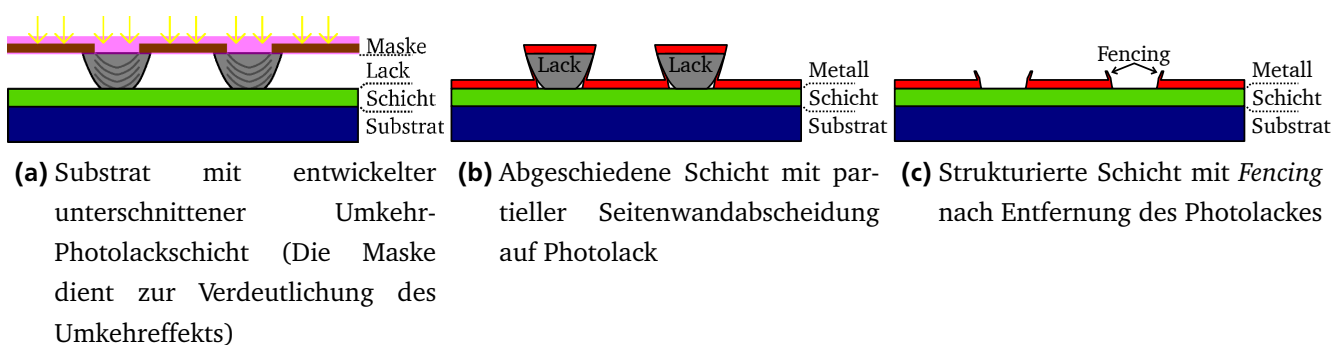 Maske
Lack
Schicht
Substrat
Lack
Lack
Metall
Schicht
Substrat
Fencing
Metall
Schicht
Substrat
(a) Substrat mit entwickelter
unterschnittener Umkehr-
Photolackschicht (Die Maske
dient zur Verdeutlichung des
Umkehreffekts)
(b) Abgeschiedene Schicht mit par-
tieller Seitenwandabscheidung
auf Photolack
(c) Strukturierte Schicht mit Fencing
nach Entfernung des Photolackes